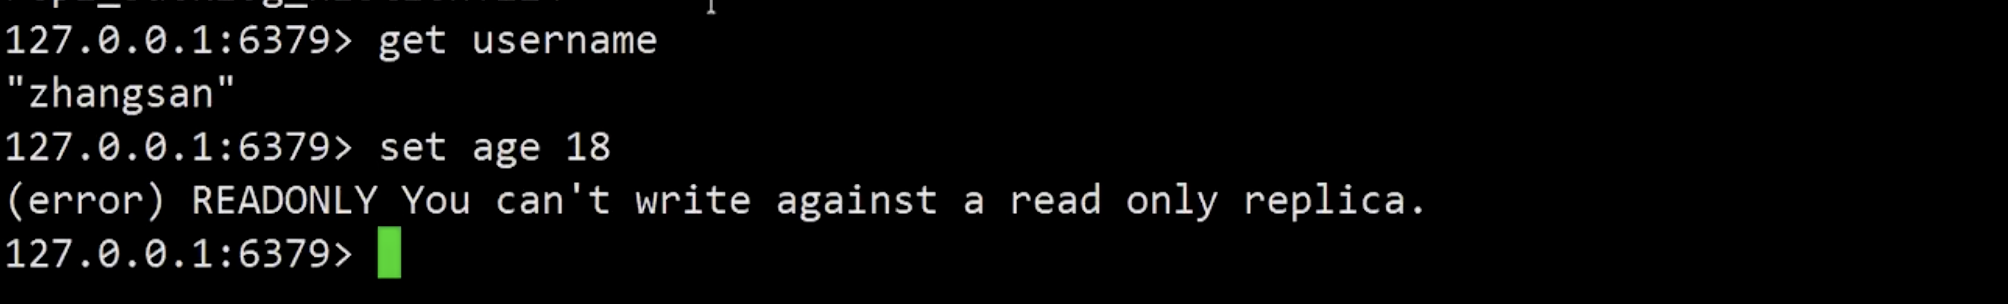 127.0.0.1:6379> get username
"zhangsan"
127.0.0.1:6379> set age 18
(error) READONLY You can't write against a read only replica.
127.0.0.1:6379>